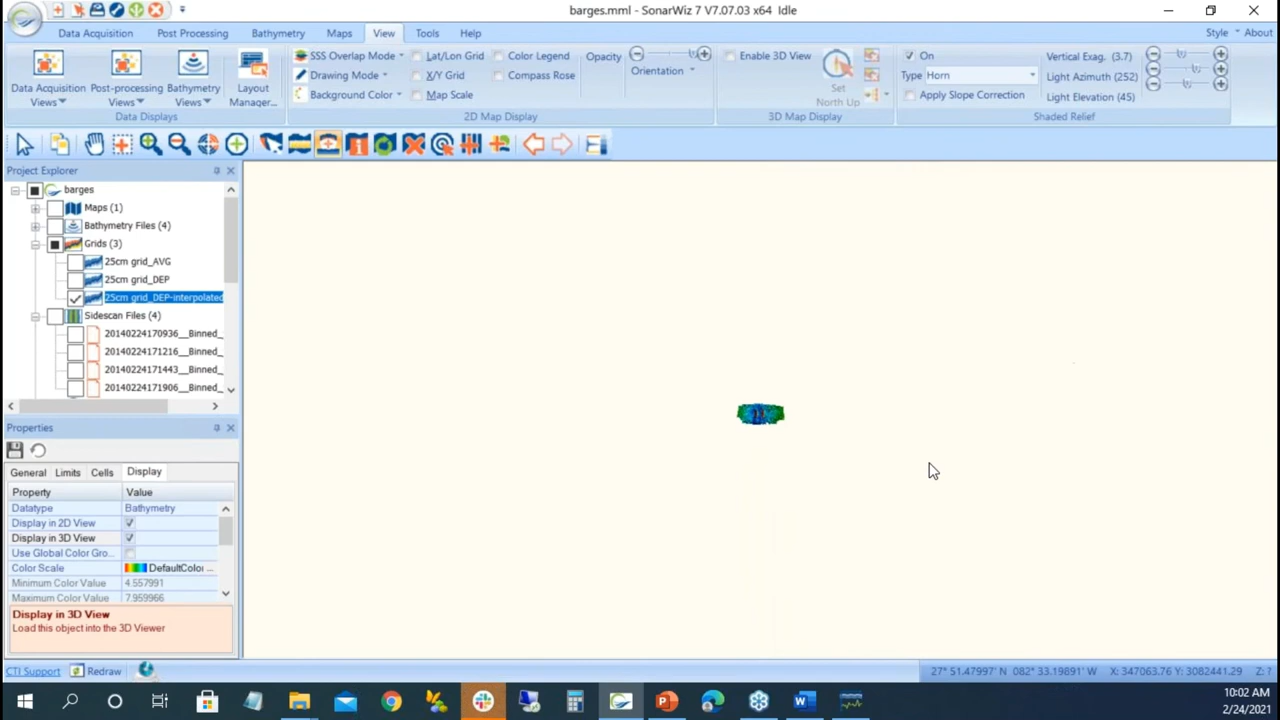 barges.mml - SonarWiz 7 V7.07.03 x64 Idle
Data Acquisition Post Processing Bathymetry Maps View Tools Help Style About
SSS Overlap Mode Lat/Lon Grid Color Legend Opacity Enable 3D View On Vertical Exag. (3.7)
Drawing Mode X/Y Grid Compass Rose Orientation Type Horn Light Azimuth (252)
Data Acquisition Views Post-processing Views Bathymetry Views Layout Manager... Background Color Map Scale Set North Up Apply Slope Correction Light Elevation (45)
Data Displays 2D Map Display 3D Map Display Shaded Relief
Project Explorer
barges
Maps (1)
Bathymetry Files (4)
Grids (3)
25cm grid_AVG
25cm grid_DEP
25cm grid_DEP-interpolated
Sidescan Files (4)
20140224170936__Binned_
20140224171216__Binned_
20140224171443__Binned_
20140224171906__Binned_
Properties
General Limits Cells Display
Property Value
Datatype Bathymetry
Display in 2D View
Display in 3D View
Use Global Color Gro...
Color Scale DefaultColor ...
Minimum Color Value 4.557991
Maximum Color Value 7.959966
Display in 3D View
Load this object into the 3D Viewer
CTI Support Redraw 27° 51.47997' N 082° 33.19891' W X: 347063.76 Y: 3082441.29 Z: ?
10:02 AM
2/24/2021